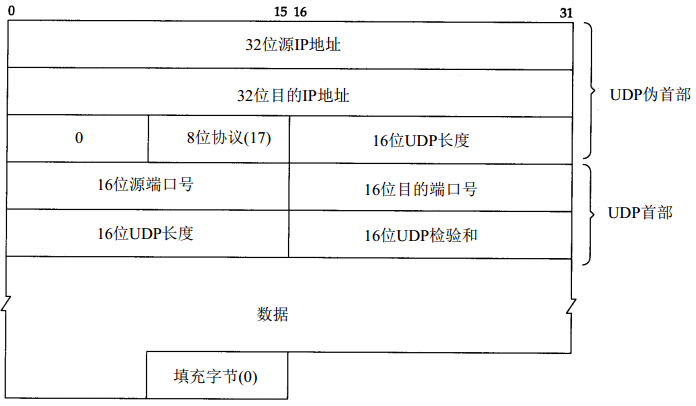 0 15 16 31
32位源IP地址
32位目的IP地址
UDP伪首部
0 8位协议(17) 16位UDP长度
16位源端口号 16位目的端口号
UDP首部
16位UDP长度 16位UDP检验和
数据
填充字节(0)